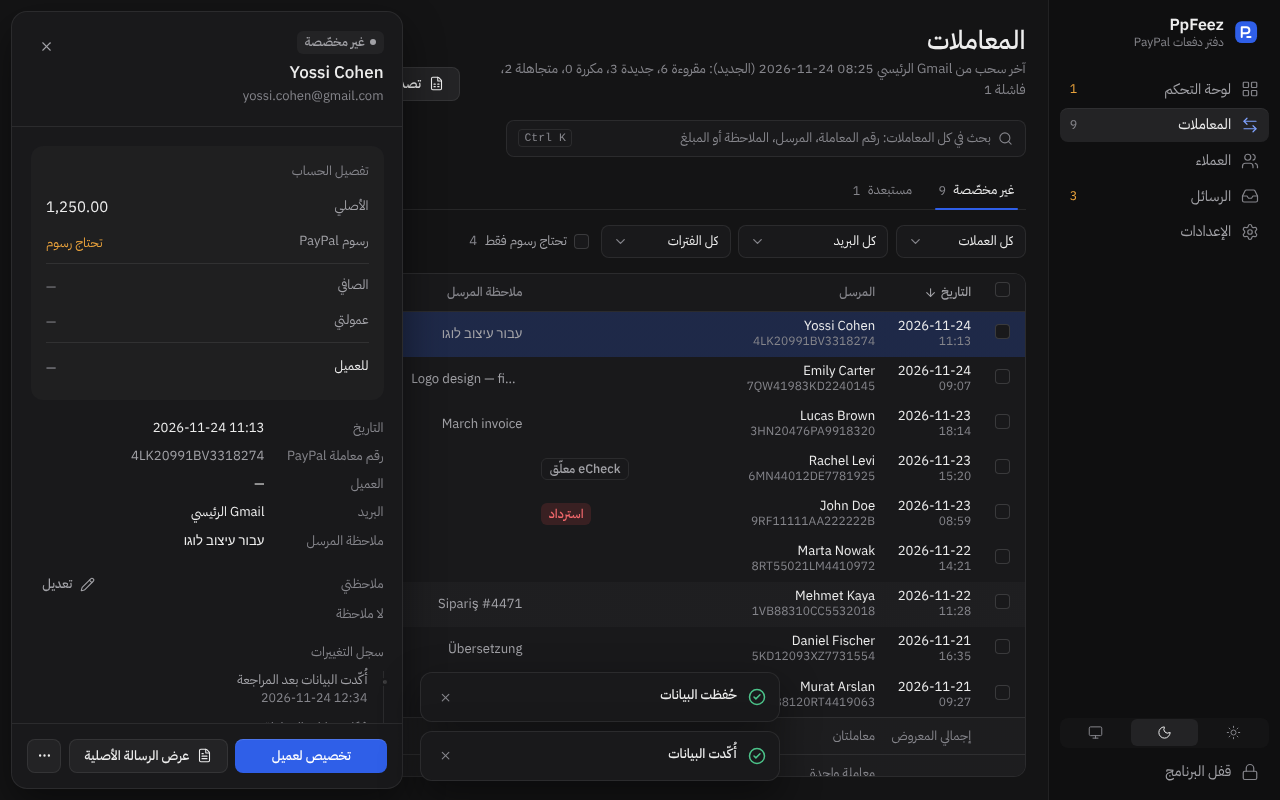 PpFeez
دفتر دفعات PayPal
لوحة التحكم 1
المعاملات 9
العملاء
الرسائل 3
الإعدادات
قفل البرنامج
المعاملات
آخر سحب من Gmail الرئيسي 08:25 2026-11-24 (الجديد): مقروءة 6، جديدة 3، مكررة 0، متجاهلة 2،
فاشلة 1
بحث في كل المعاملات: رقم المعاملة، المرسل، الملاحظة أو المبلغ Ctrl K
غير مخصّصة 9 مستبعدة 1
كل العملات كل البريد كل الفترات تحتاج رسوم فقط 4
التاريخ المرسل ملاحظة المرسل
2026-11-24 Yossi Cohen עבור עיצוב לוגו
11:13 4LK20991BV3318274
2026-11-24 Emily Carter Logo design — fi...
09:07 7QW41983KD2240145
2026-11-23 Lucas Brown March invoice
18:14 3HN20476PA9918320
2026-11-23 Rachel Levi eCheck معلّق
15:20 6MN44012DE7781925
2026-11-23 John Doe استرداد
08:59 9RF11111AA222222B
2026-11-22 Marta Nowak
14:21 8RT55021LM4410972
2026-11-22 Mehmet Kaya Sipariş #4471
11:28 1VB88310CC5532018
2026-11-21 Daniel Fischer Übersetzung
16:35 5KD12093XZ7731554
2026-11-21 Murat Arslan
09:27 38120RT4419063
إجمالي المعروض معاملتان
معاملة واحدة
حُفظت البيانات
أُكّدت البيانات
غير مخصّصة
Yossi Cohen
yossi.cohen@gmail.com
تفصيل الحساب
الأصلي 1,250.00
رسوم PayPal تحتاج رسوم
الصافي —
عمولتي —
للعميل —
التاريخ 2026-11-24 11:13
رقم معاملة PayPal 4LK20991BV3318274
العميل —
البريد Gmail الرئيسي
ملاحظة المرسل עבור עיצוב לוגו
ملاحظتي تعديل
لا ملاحظة
سجل التغييرات
أُكّدت البيانات بعد المراجعة
2026-11-24 12:34
تخصيص لعميل عرض الرسالة الأصلية